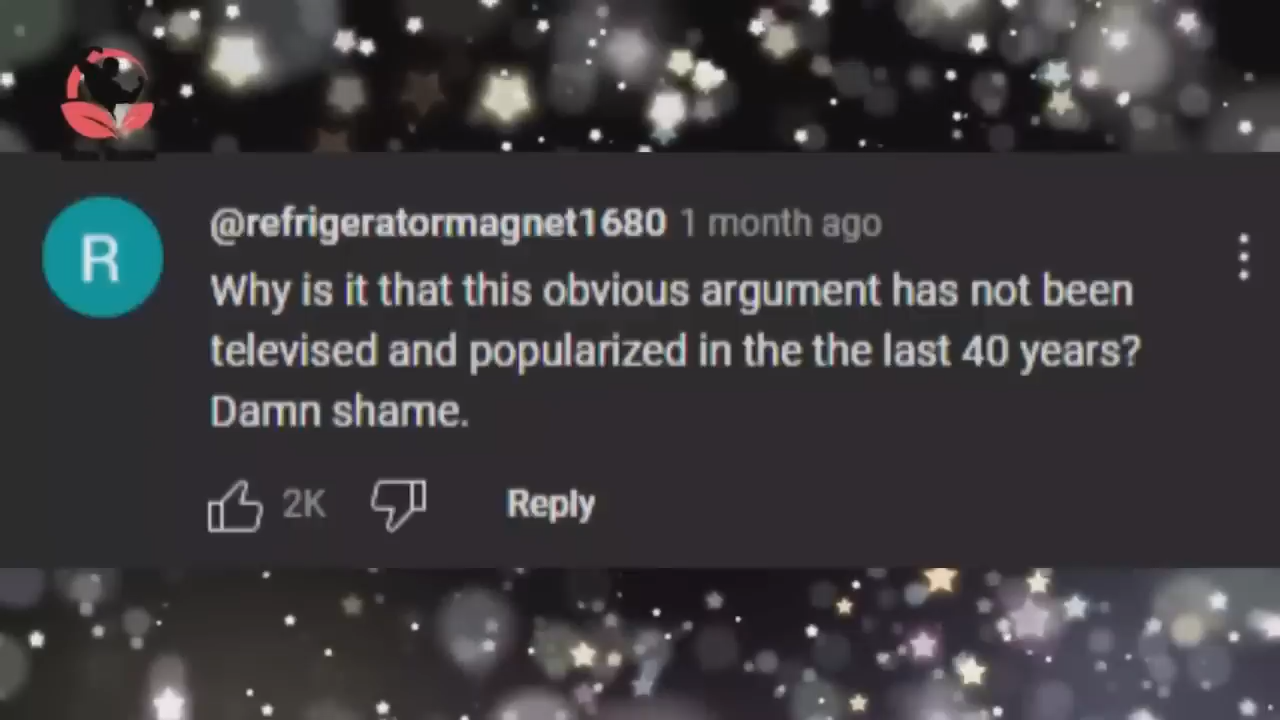 R
@refrigeratormagnet1680 1 month ago
Why is it that this obvious argument has not been
televised and popularized in the the last 40 years?
Damn shame.
2K Reply